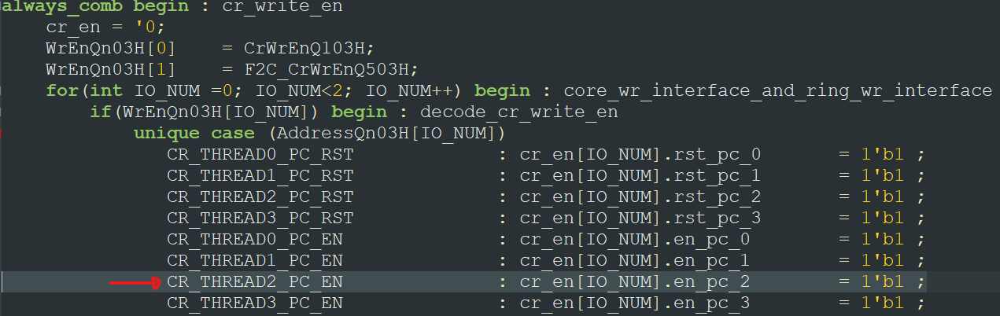 always_comb begin : cr_write_en
    cr_en = '0;
    WrEnQn03H[0]    = CrWrEnQ103H;
    WrEnQn03H[1]    = F2C_CrWrEnQ503H;
    for(int IO_NUM =0; IO_NUM<2; IO_NUM++) begin : core_wr_interface_and_ring_wr_interface
        if(WrEnQn03H[IO_NUM]) begin : decode_cr_write_en
            unique case (AddressQn03H[IO_NUM])
               CR_THREAD0_PC_RST             : cr_en[IO_NUM].rst_pc_0       = 1'b1 ;
               CR_THREAD1_PC_RST             : cr_en[IO_NUM].rst_pc_1       = 1'b1 ;
               CR_THREAD2_PC_RST             : cr_en[IO_NUM].rst_pc_2       = 1'b1 ;
               CR_THREAD3_PC_RST             : cr_en[IO_NUM].rst_pc_3       = 1'b1 ;
               CR_THREAD0_PC_EN              : cr_en[IO_NUM].en_pc_0        = 1'b1 ;
               CR_THREAD1_PC_EN              : cr_en[IO_NUM].en_pc_1        = 1'b1 ;
               CR_THREAD2_PC_EN              : cr_en[IO_NUM].en_pc_2        = 1'b1 ;
               CR_THREAD3_PC_EN              : cr_en[IO_NUM].en_pc_3        = 1'b1 ;